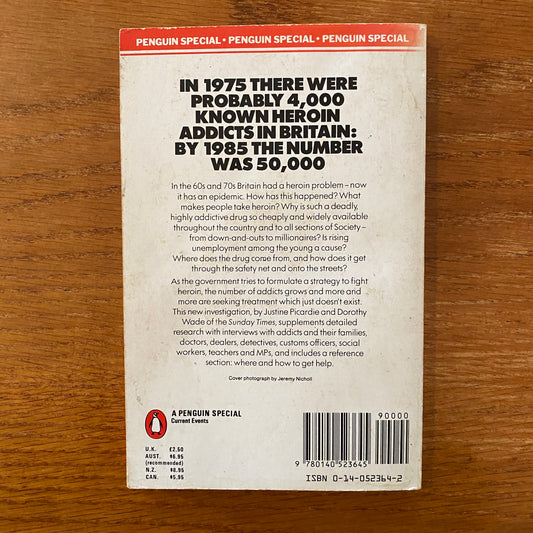 PENGUIN SPECIAL • PENGUIN SPECIAL • PENGUIN SPECIAL
IN 1975 THERE WERE
PROBABLY 4,000
KNOWN HEROIN
ADDICTS IN BRITAIN:
BY 1985 THE NUMBER
WAS 50,000
In the 60s and 70s Britain had a heroin problem – now
it has an epidemic. How has this happened? What
makes people take heroin? Why is such a deadly,
highly addictive drug so cheaply and widely available
throughout the country and to all sections of Society –
from down-and-outs to millionaires? Is rising
unemployment among the young a cause?
Where does the drug come from, and how does it get
through the safety net and onto the streets?
As the government tries to formulate a strategy to fight
heroin, the number of addicts grows and more and
more are seeking treatment which just doesn't exist.
This new investigation, by Justine Picardie and Dorothy
Wade of the Sunday Times, supplements detailed
research with interviews with addicts and their families,
doctors, dealers, detectives, customs officers, social
workers, teachers and MPs, and includes a reference
section: where and how to get help.
Cover photograph by Jeremy Nicholl
A PENGUIN SPECIAL
Current Events
U.K. £2.50
AUST. $6.95
(recommended)
N.Z. $8.95
CAN. $5.95
90000
9 780140 523645
ISBN 0-14-052364-2